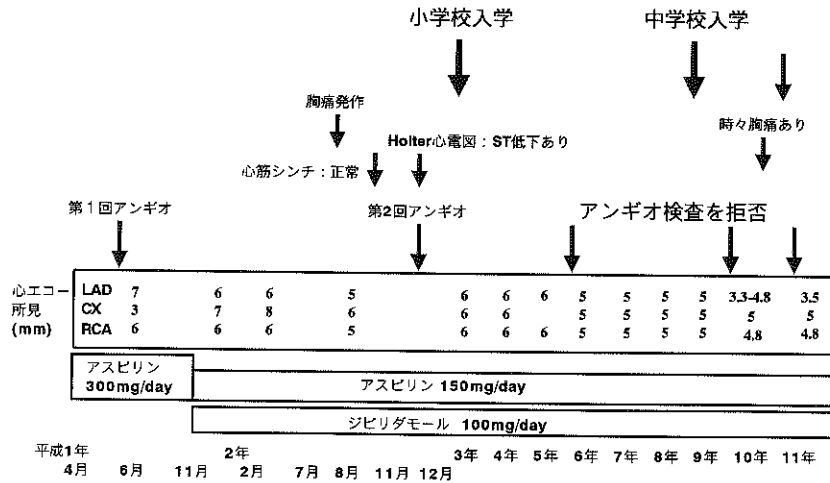 小学校入学 中学校入学
胸痛発作
時々胸痛あり
Holter心電図：ST低下あり
心筋シンチ：正常
第1回アンギオ 第2回アンギオ アンギオ検査を拒否
心エコー LAD 7 6 6 5 6 6 6 5 5 5 5 3.3-4.8 3.5
所見 CX 3 7 8 6 6 6 5 5 5 5 5 5
(mm) RCA 6 6 6 5 6 6 6 5 5 5 5 4.8 4.8
アスピリン
300mg/day
アスピリン 150mg/day
ジピリダモール 100mg/day
平成1年 2年 3年 4年 5年 6年 7年 8年 9年 10年 11年
4月 6月 11月 2月 7月 8月 11月 12月